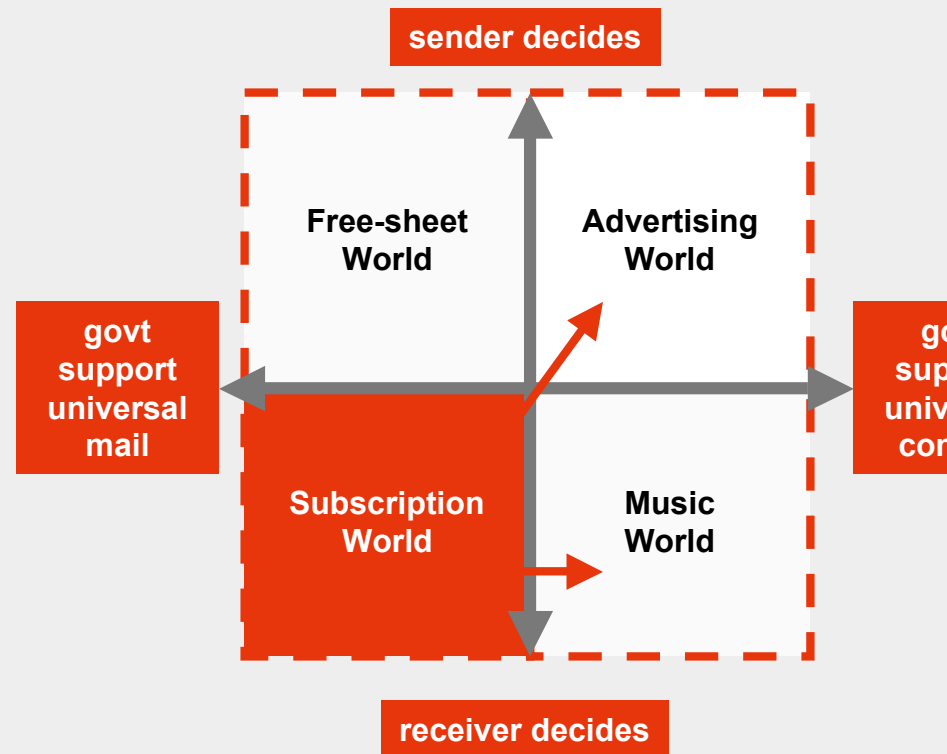 sender decides
Free-sheet
World
Advertising
World
govt
support
universal
mail
Subscription
World
Music
World
receiver decides